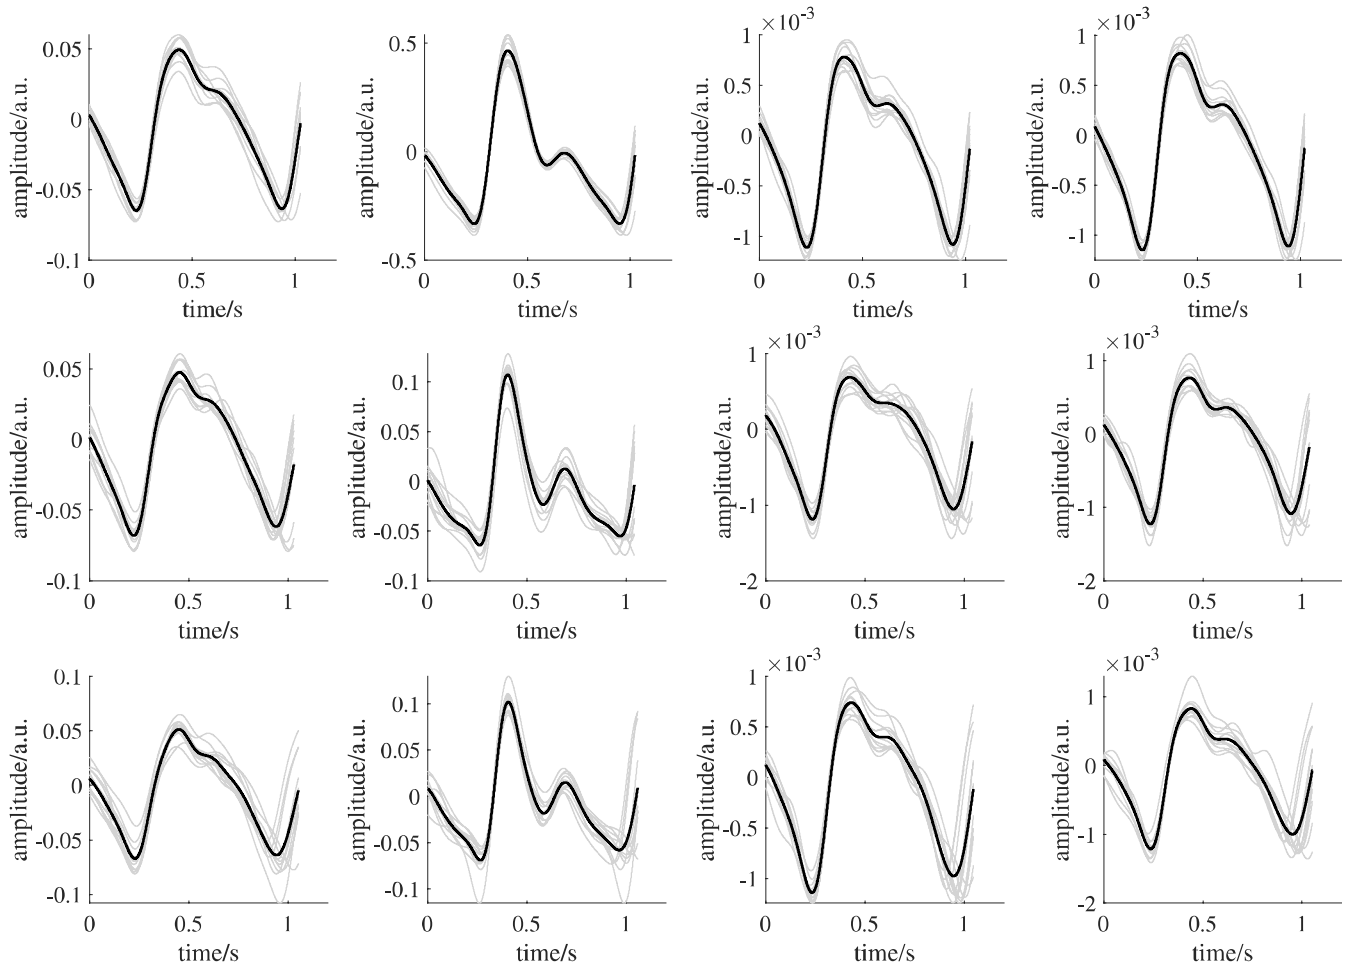 ×10⁻³ ×10⁻³
0.05 0.5 1 1
0.5 0.5
0 0 0 0
-0.05 -0.5 -0.5
-0.1 -0.5 -1 -1
amplitude/a.u. amplitude/a.u. amplitude/a.u. amplitude/a.u.
0 0.5 1 0 0.5 1 0 0.5 1 0 0.5 1
time/s time/s time/s time/s
×10⁻³ ×10⁻³
0.05 0.1 1 1
0.05
0 0 0 0
-0.05 -0.05 -1 -1
-0.1 -0.1 -2 -2
amplitude/a.u. amplitude/a.u. amplitude/a.u. amplitude/a.u.
0 0.5 1 0 0.5 1 0 0.5 1 0 0.5 1
time/s time/s time/s time/s
×10⁻³ ×10⁻³
0.1 0.1 1 1
0.05 0.05 0.5
0 0 0 0
-0.05 -0.05 -0.5 -1
-0.1 -0.1 -1 -2
amplitude/a.u. amplitude/a.u. amplitude/a.u. amplitude/a.u.
0 0.5 1 0 0.5 1 0 0.5 1 0 0.5 1
time/s time/s time/s time/s